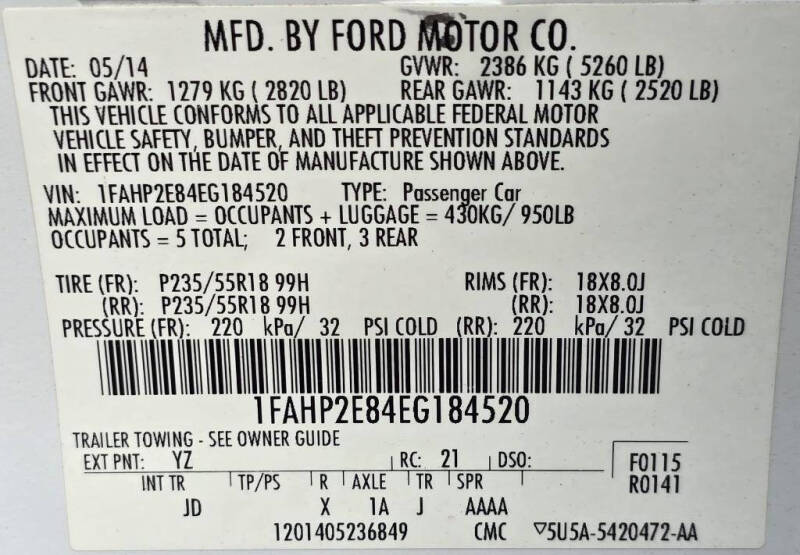 MFD. BY FORD MOTOR CO.
DATE: 05/14 GVWR: 2386 KG ( 5260 LB)
FRONT GAWR: 1279 KG ( 2820 LB) REAR GAWR: 1143 KG ( 2520 LB)
THIS VEHICLE CONFORMS TO ALL APPLICABLE FEDERAL MOTOR
VEHICLE SAFETY, BUMPER, AND THEFT PREVENTION STANDARDS
IN EFFECT ON THE DATE OF MANUFACTURE SHOWN ABOVE.
VIN: 1FAHP2E84EG184520 TYPE: Passenger Car
MAXIMUM LOAD = OCCUPANTS + LUGGAGE = 430KG/ 950LB
OCCUPANTS = 5 TOTAL; 2 FRONT, 3 REAR
TIRE (FR): P235/55R18 99H RIMS (FR): 18X8.0J
(RR): P235/55R18 99H (RR): 18X8.0J
PRESSURE (FR): 220 kPa/ 32 PSI COLD (RR): 220 kPa/ 32 PSI COLD
1FAHP2E84EG184520
TRAILER TOWING - SEE OWNER GUIDE
EXT PNT: YZ RC: 21 DSO: F0115
INT TR TP/PS R AXLE TR SPR R0141
JD X 1A J AAAA
1201405236849 CMC ▽5U5A-5420472-AA